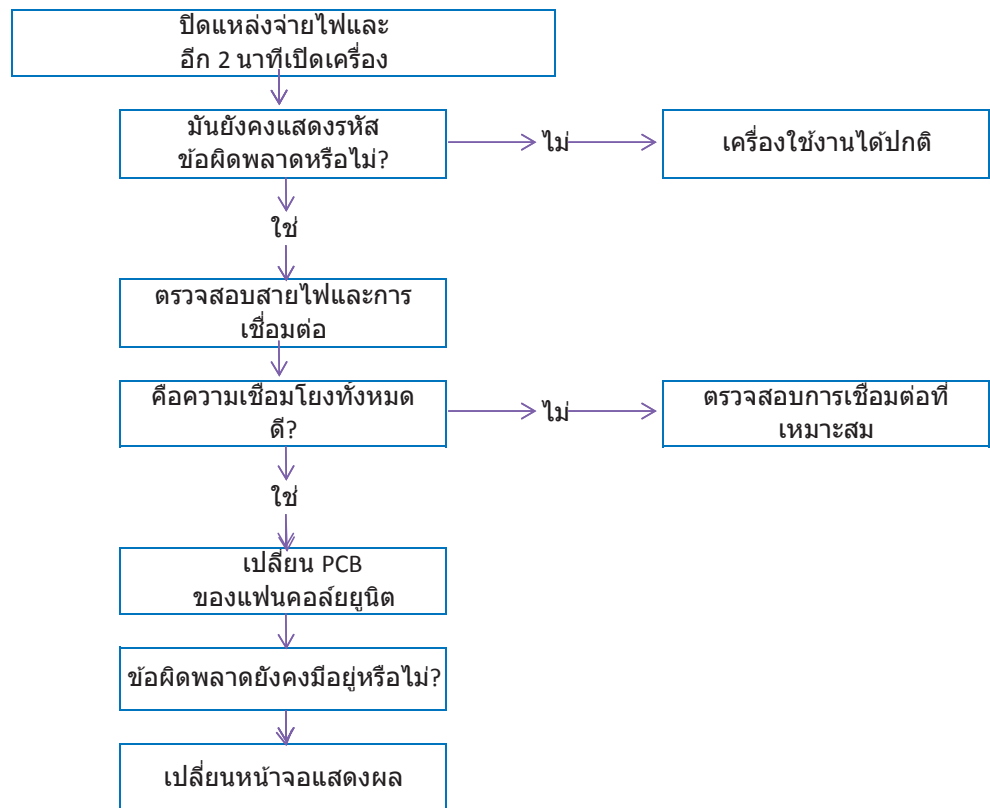 ปิดแหล่งจ่ายไฟและ
อีก 2 นาทีเปิดเครื่อง
มันยังคงแสดงรหัส
ข้อผิดพลาดหรือไม่?
ไม่
เครื่องใช้งานได้ปกติ
ใช่
ตรวจสอบสายไฟและการ
เชื่อมต่อ
คือความเชื่อมโยงทั้งหมด
ดี?
ไม่
ตรวจสอบการเชื่อมต่อที่
เหมาะสม
ใช่
เปลี่ยน PCB
ของแฟนคอล์ยยูนิต
ข้อผิดพลาดยังคงมีอยู่หรือไม่?
เปลี่ยนหน้าจอแสดงผล